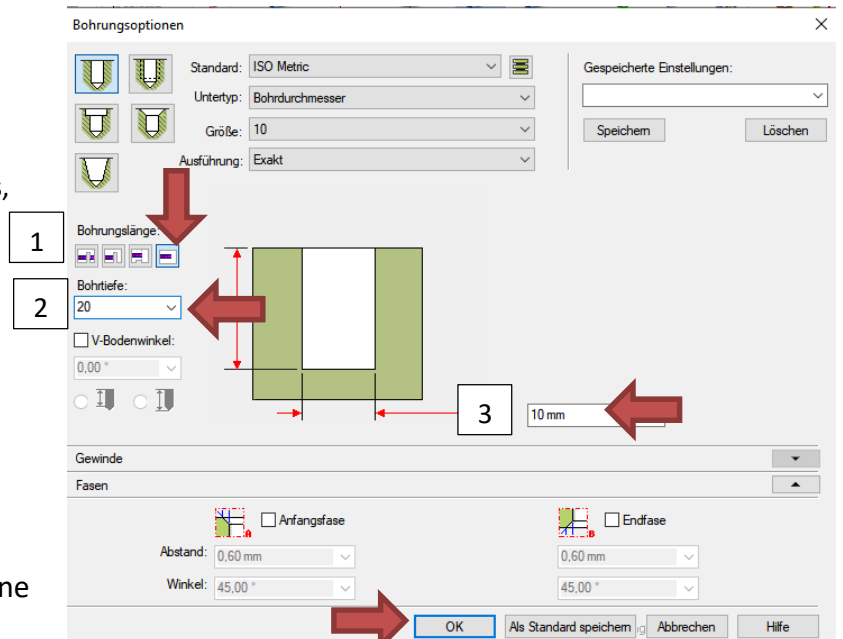 Bohrungsoptionen
Standard: ISO Metric
Gespeicherte Einstellungen:
Untertyp: Bohrdurchmesser
Größe: 10
Speichern Löschen
Ausführung: Exakt
s,
1
Bohrungslänge:
Bohrtiefe:
2
20
V-Bodenwinkel:
0,00 °
3
10 mm
Gewinde
Fasen
A Anfangsfase
B Endfase
Abstand: 0,60 mm 0,60 mm
Winkel: 45,00 ° 45,00 °
ne
OK Als Standard speichern Abbrechen Hilfe